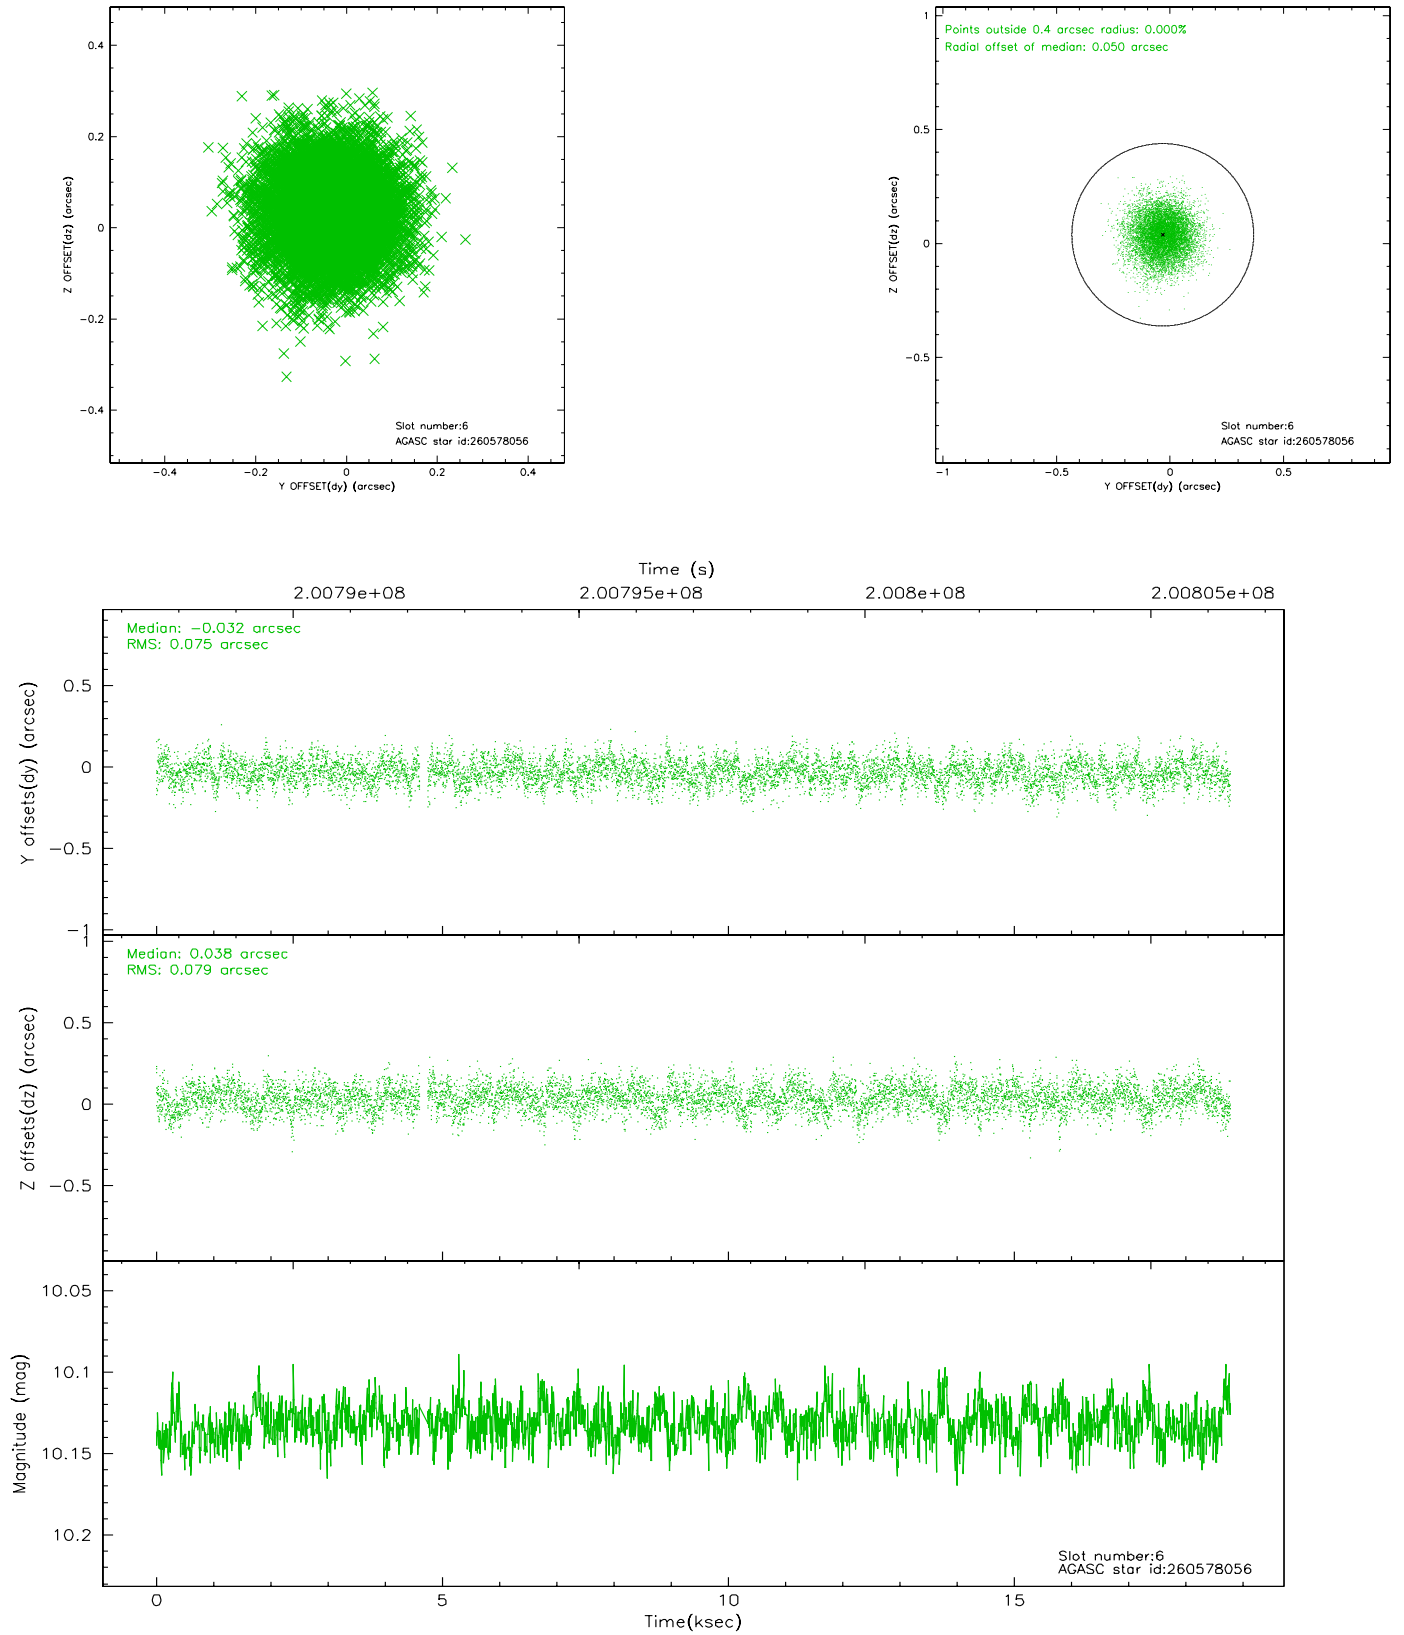 0.4
0.2
0
-0.2
-0.4
Z OFFSET(dz) (arcsec)
Slot number:6
AGASC star id:260578056
-0.4 -0.2 0 0.2 0.4
Y OFFSET(dy) (arcsec)
Points outside 0.4 arcsec radius: 0.000%
Radial offset of median: 0.050 arcsec
1
0.5
0
-0.5
Z OFFSET(dz) (arcsec)
Slot number:6
AGASC star id:260578056
-1 -0.5 0 0.5
Y OFFSET(dy) (arcsec)
Time (s)
2.0079e+08 2.00795e+08 2.008e+08 2.00805e+08
Median: -0.032 arcsec
RMS: 0.075 arcsec
0.5
0
-0.5
-1
Y offsets(dy) (arcsec)
Median: 0.038 arcsec
RMS: 0.079 arcsec
1
0.5
0
-0.5
Z offsets(dz) (arcsec)
10.05
10.1
10.15
10.2
Magnitude (mag)
Slot number:6
AGASC star id:260578056
0 5 10 15
Time(ksec)